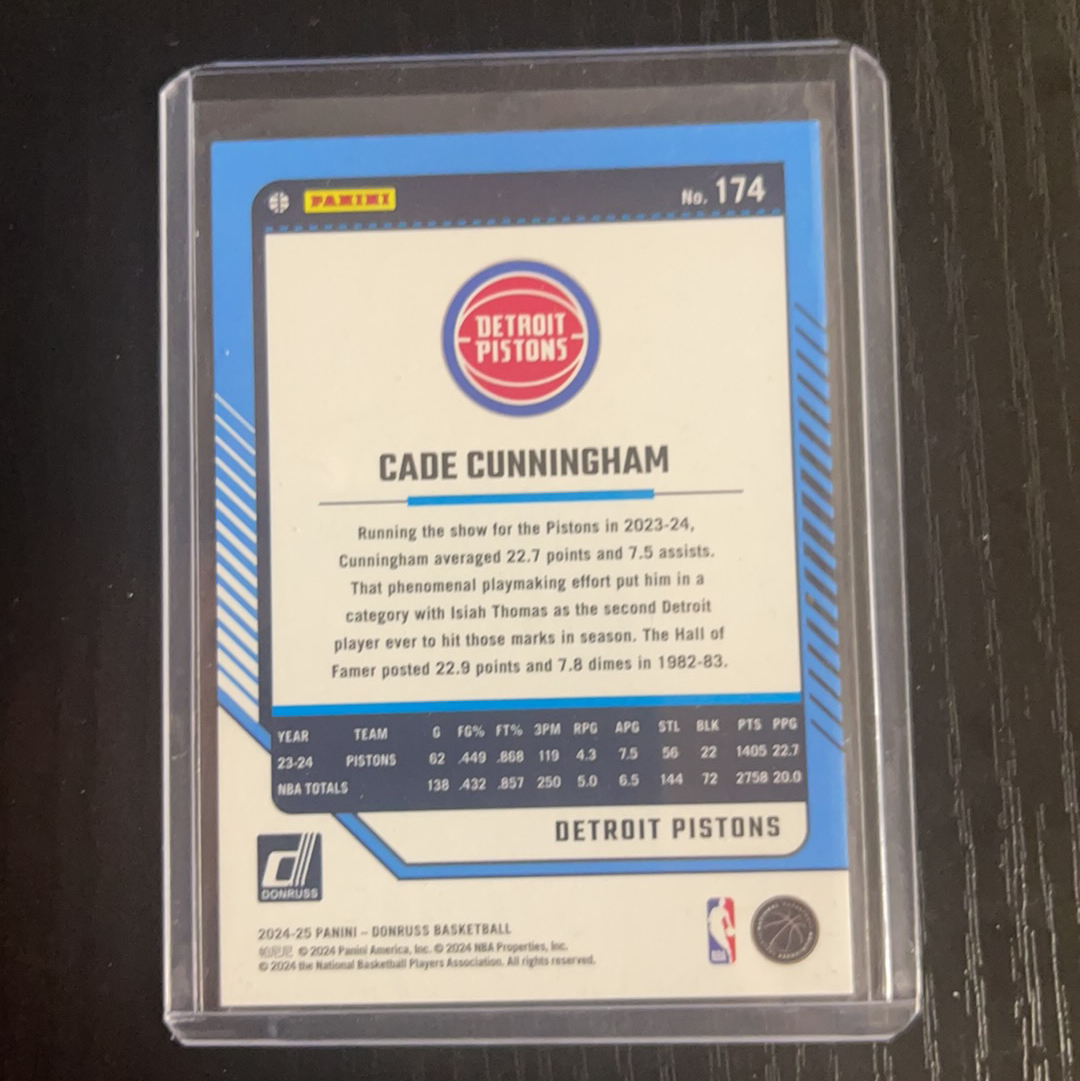 PANINI
No. 174
DETROIT
PISTONS
CADE CUNNINGHAM
Running the show for the Pistons in 2023-24,
Cunningham averaged 22.7 points and 7.5 assists.
That phenomenal playmaking effort put him in a
category with Isiah Thomas as the second Detroit
player ever to hit those marks in season. The Hall of
Famer posted 22.9 points and 7.8 dimes in 1982-83.
YEAR TEAM G FG% FT% 3PM RPG APG STL BLK PTS PPG
23-24 PISTONS 62 .449 .868 119 4.3 7.5 56 22 1405 22.7
NBA TOTALS 138 .432 .857 250 5.0 6.5 144 72 2758 20.0
DETROIT PISTONS
DONRUSS
2024-25 PANINI – DONRUSS BASKETBALL
帕尼尼 © 2024 Panini America, Inc. © 2024 NBA Properties, Inc.
© 2024 the National Basketball Players Association. All rights reserved.
NBA